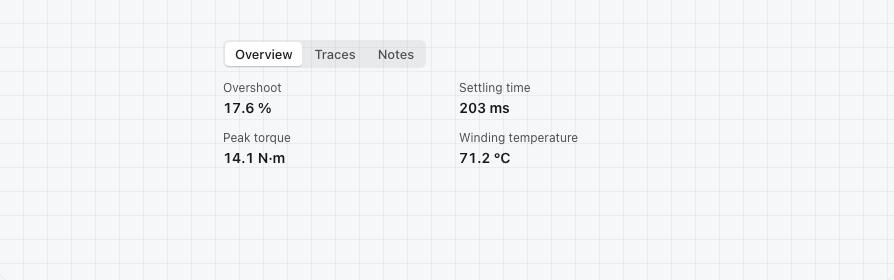 Overview Traces Notes
Overshoot Settling time
17.6 % 203 ms
Peak torque Winding temperature
14.1 N·m 71.2 °C